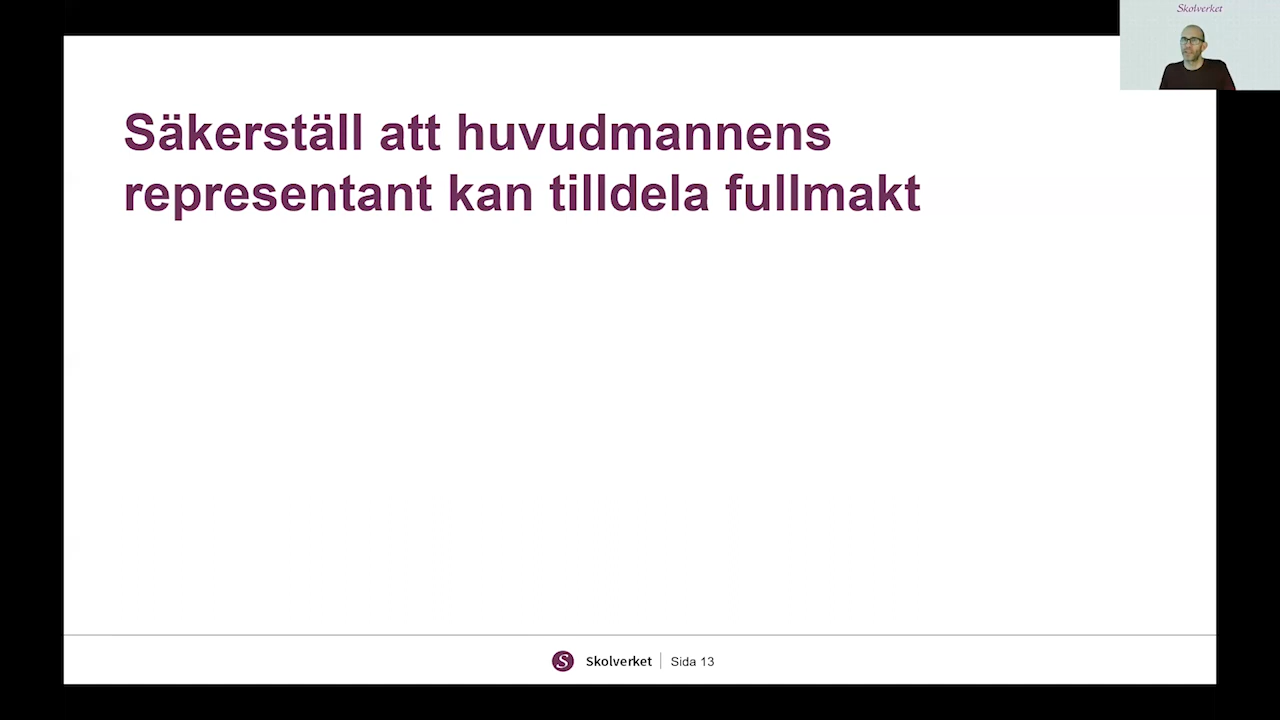 Skolverket
Säkerställ att huvudmannens
representant kan tilldela fullmakt
S Skolverket | Sida 13